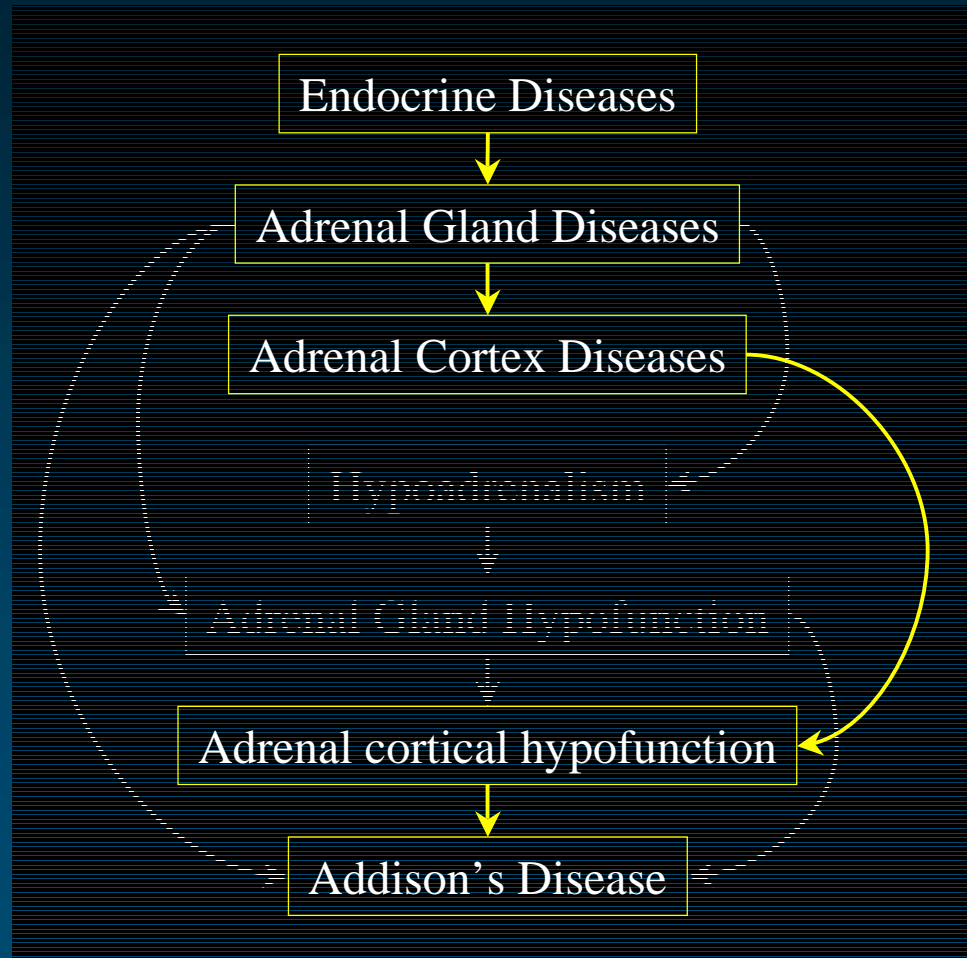 Endocrine Diseases
Adrenal Gland Diseases
Adrenal Cortex Diseases
Hypoadrenalism
Adrenal Gland Hypofunction
Adrenal cortical hypofunction
Addison’s Disease